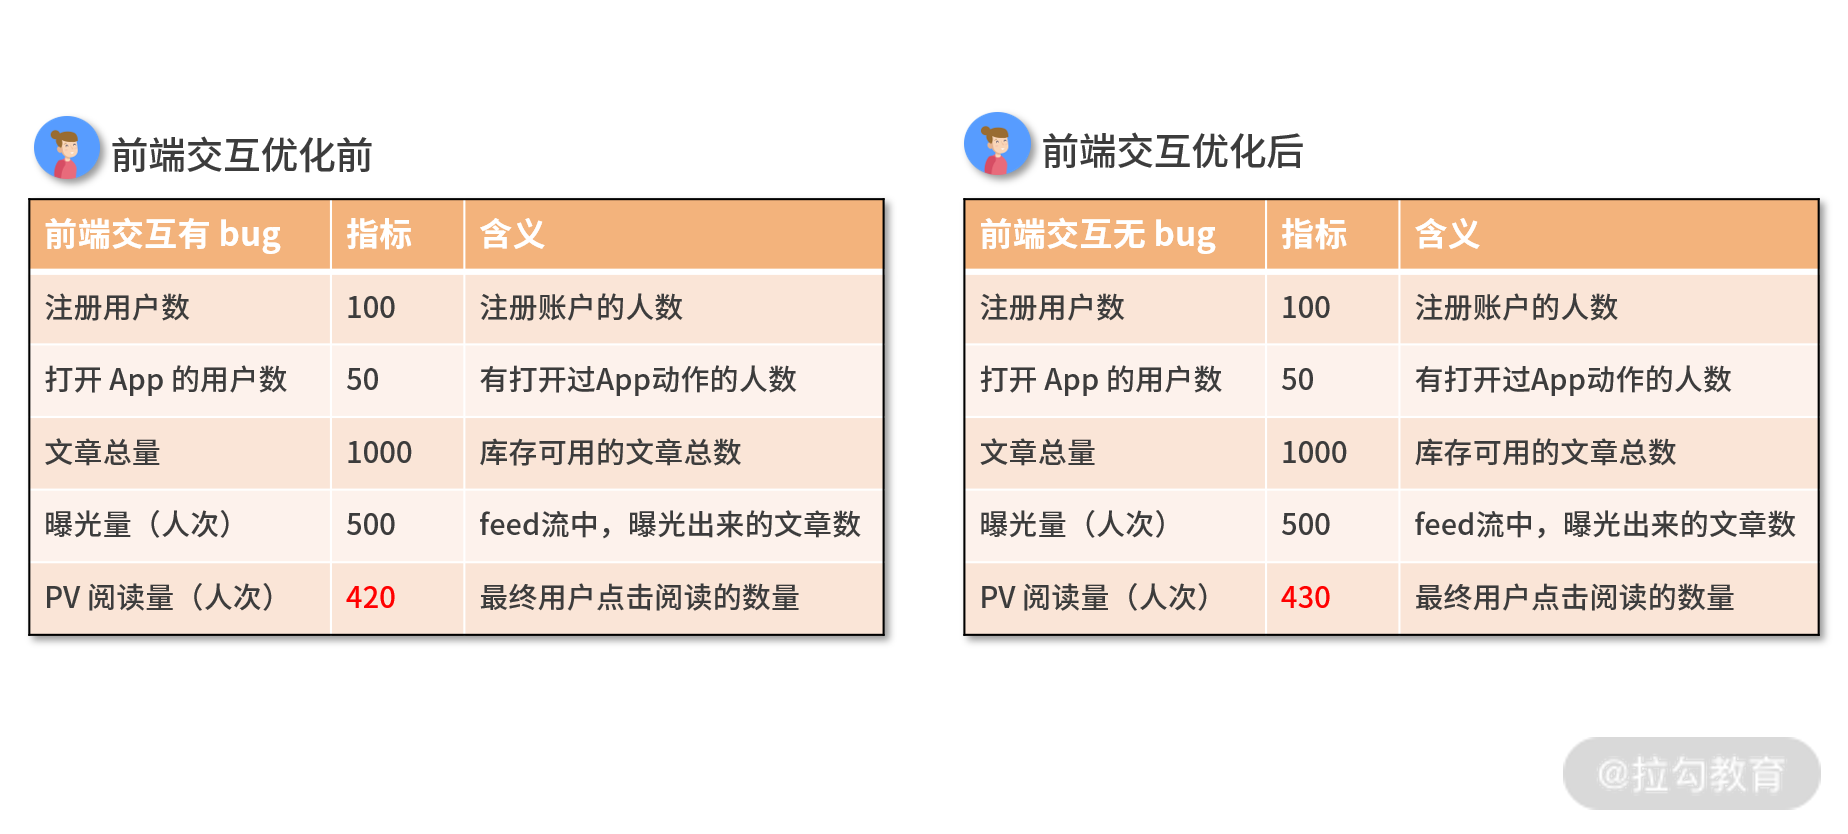 前端交互优化前
前端交互有 bug 指标 含义
注册用户数 100 注册账户的人数
打开 App 的用户数 50 有打开过App动作的人数
文章总量 1000 库存可用的文章总数
曝光量（人次） 500 feed流中，曝光出来的文章数
PV 阅读量（人次） 420 最终用户点击阅读的数量
前端交互优化后
前端交互无 bug 指标 含义
注册用户数 100 注册账户的人数
打开 App 的用户数 50 有打开过App动作的人数
文章总量 1000 库存可用的文章总数
曝光量（人次） 500 feed流中，曝光出来的文章数
PV 阅读量（人次） 430 最终用户点击阅读的数量
@拉勾教育